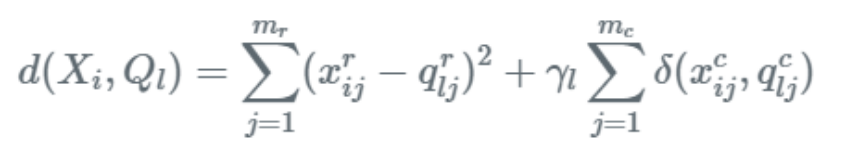 d(X_i, Q_l) = \sum_{j=1}^{m_r} (x_{ij}^r - q_{lj}^r)^2 + \gamma_l \sum_{j=1}^{m_c} \delta(x_{ij}^c, q_{lj}^c)